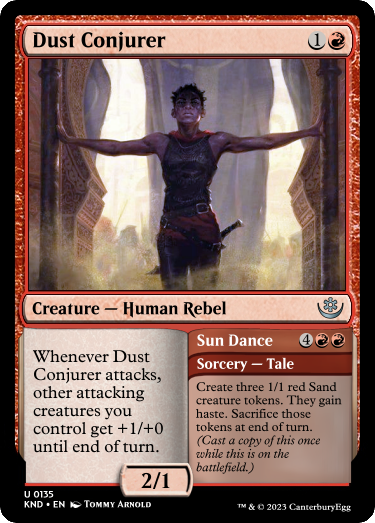 Dust Conjurer 1
Creature — Human Rebel
Whenever Dust
Conjurer attacks,
other attacking
creatures you
control get +1/+0
until end of turn.
Sun Dance 4
Sorcery — Tale
Create three 1/1 red Sand
creature tokens. They gain
haste. Sacrifice those
tokens at end of turn.
(Cast a copy of this once
while this is on the
battlefield.)
2/1
U 0135
KND • EN TOMMY ARNOLD
™ & © 2023 CanterburyEgg